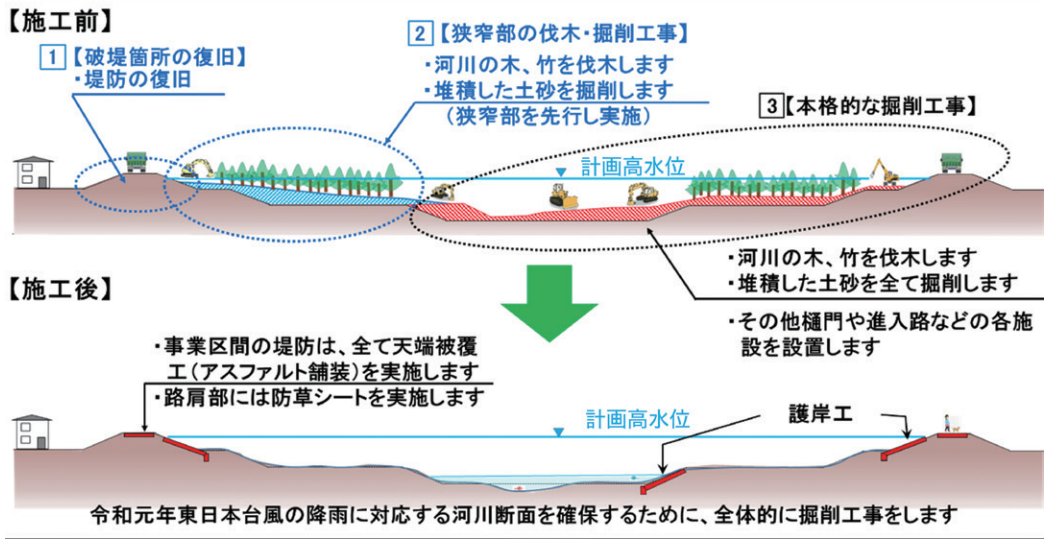 【施工前】
1【破堤箇所の復旧】
・堤防の復旧
2【狭窄部の伐木・掘削工事】
・河川の木、竹を伐木します
・堆積した土砂を掘削します
（狭窄部を先行し実施）
3【本格的な掘削工事】
計画高水位
・河川の木、竹を伐木します
・堆積した土砂を全て掘削します
・その他樋門や進入路などの各施
設を設置します
【施工後】
・事業区間の堤防は、全て天端被覆
工（アスファルト舗装）を実施します
・路肩部には防草シートを実施します
計画高水位
護岸工
令和元年東日本台風の降雨に対応する河川断面を確保するために、全体的に掘削工事をします